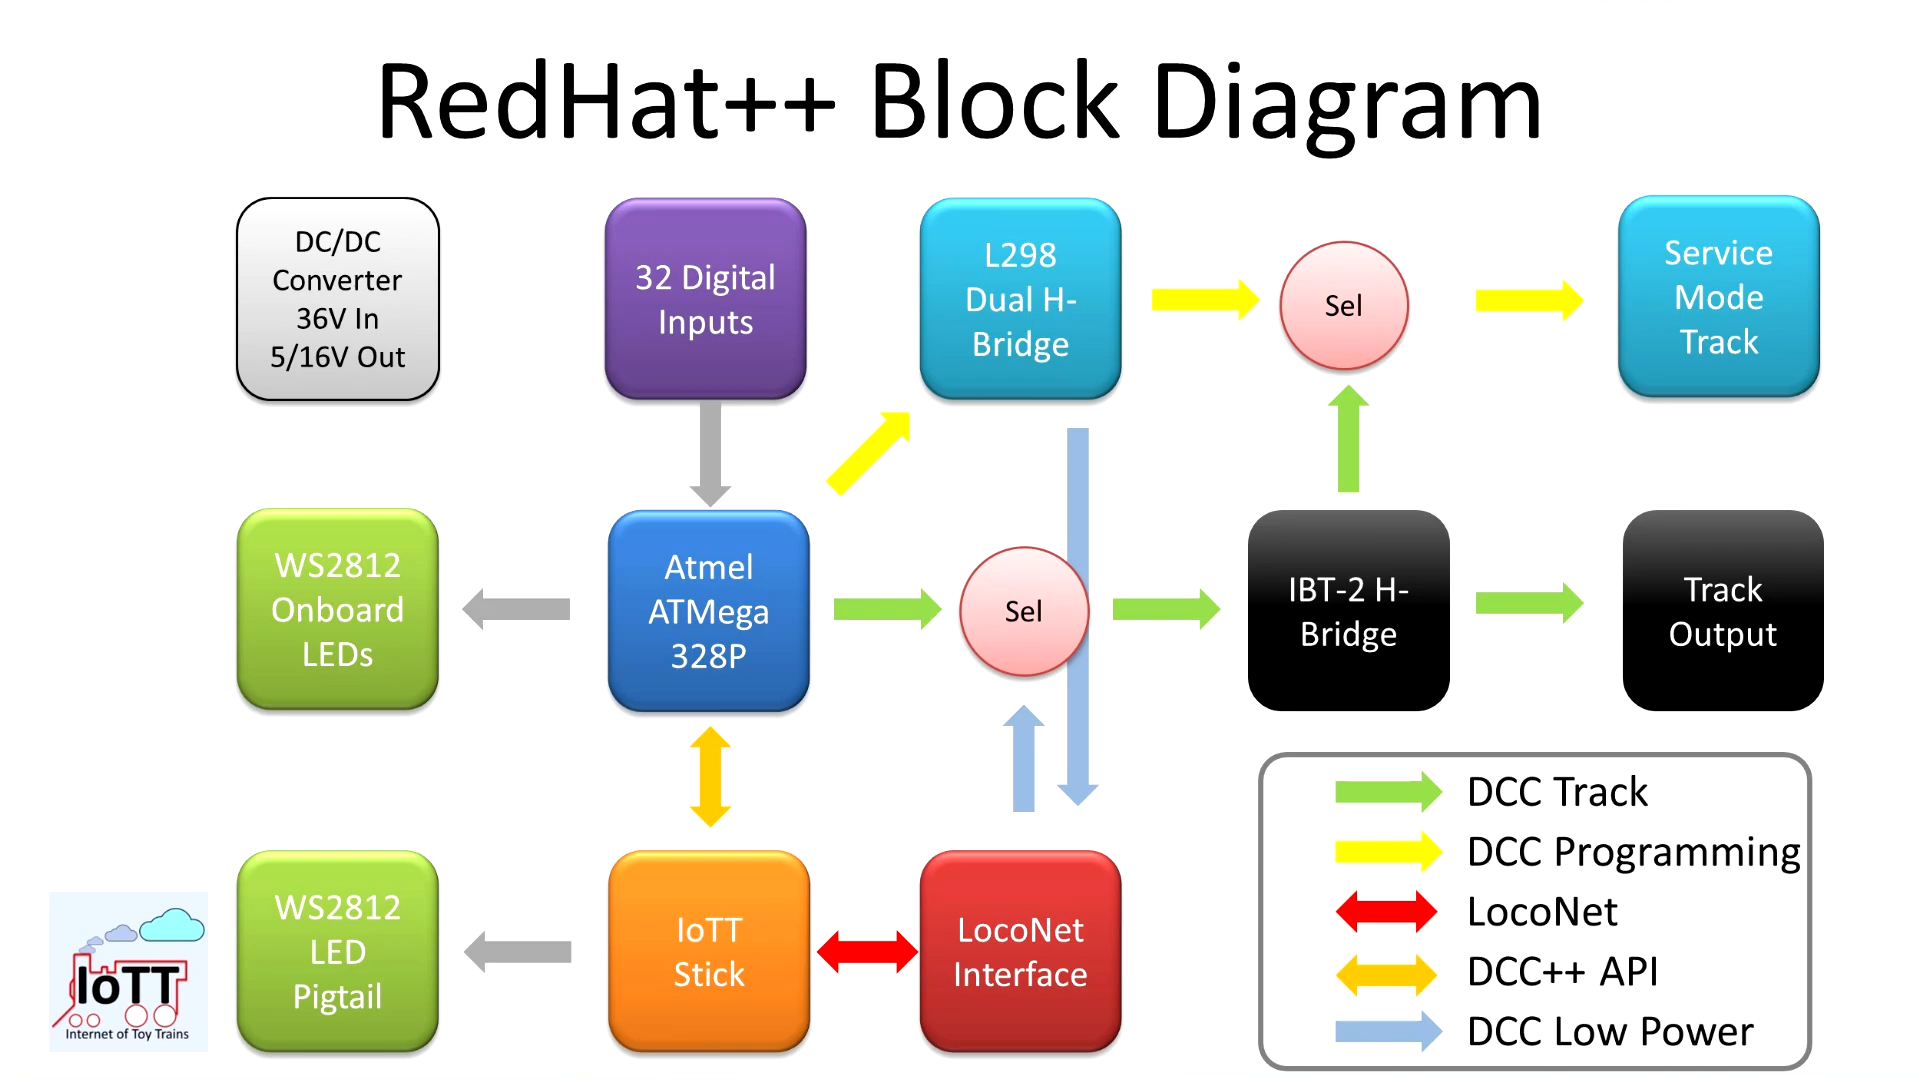 RedHat++ Block Diagram
DC/DC
Converter
36V In
5/16V Out
32 Digital
Inputs
L298
Dual H-
Bridge
Sel
Service
Mode
Track
WS2812
Onboard
LEDs
Atmel
ATMega
328P
Sel
IBT-2 H-
Bridge
Track
Output
WS2812
LED
Pigtail
IoTT
Stick
LocoNet
Interface
DCC Track
DCC Programming
LocoNet
DCC++ API
DCC Low Power
IoTT
Internet of Toy Trains